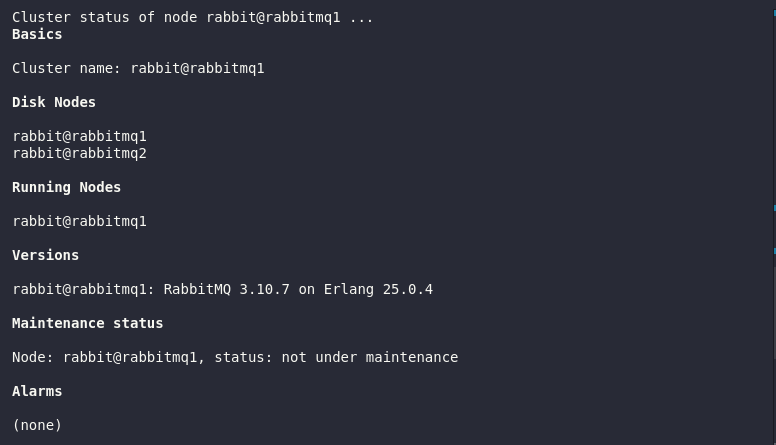 Cluster status of node rabbit@rabbitmq1 ...
Basics
Cluster name: rabbit@rabbitmq1
Disk Nodes
rabbit@rabbitmq1
rabbit@rabbitmq2
Running Nodes
rabbit@rabbitmq1
Versions
rabbit@rabbitmq1: RabbitMQ 3.10.7 on Erlang 25.0.4
Maintenance status
Node: rabbit@rabbitmq1, status: not under maintenance
Alarms
(none)